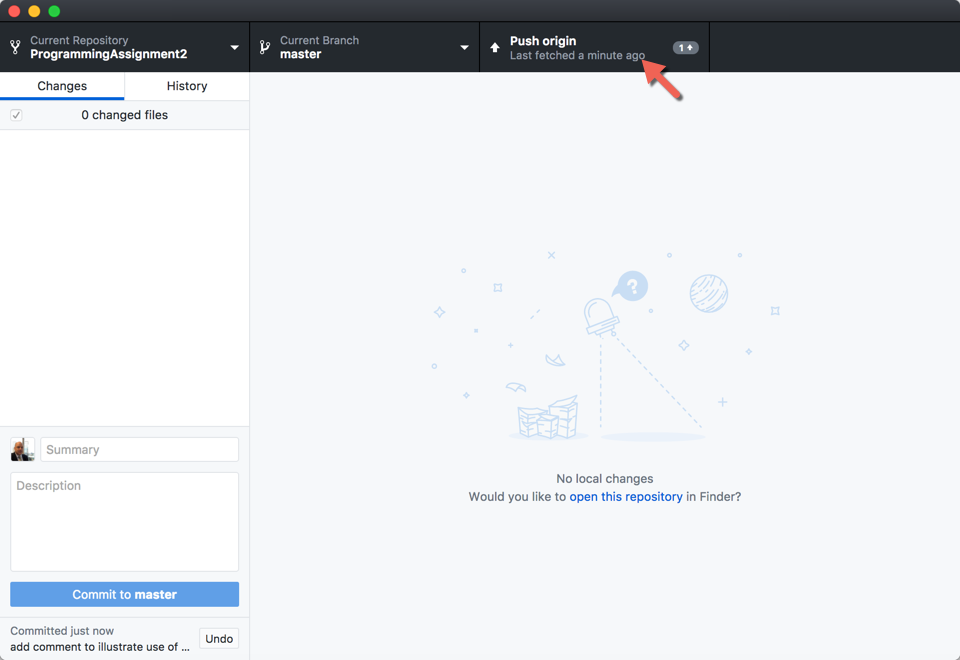 Current Repository
ProgrammingAssignment2
Current Branch
master
Push origin
Last fetched a minute ago
1
Changes
History
0 changed files
?
No local changes
Would you like to open this repository in Finder?
Summary
Description
Commit to master
Committed just now
add comment to illustrate use of ...
Undo